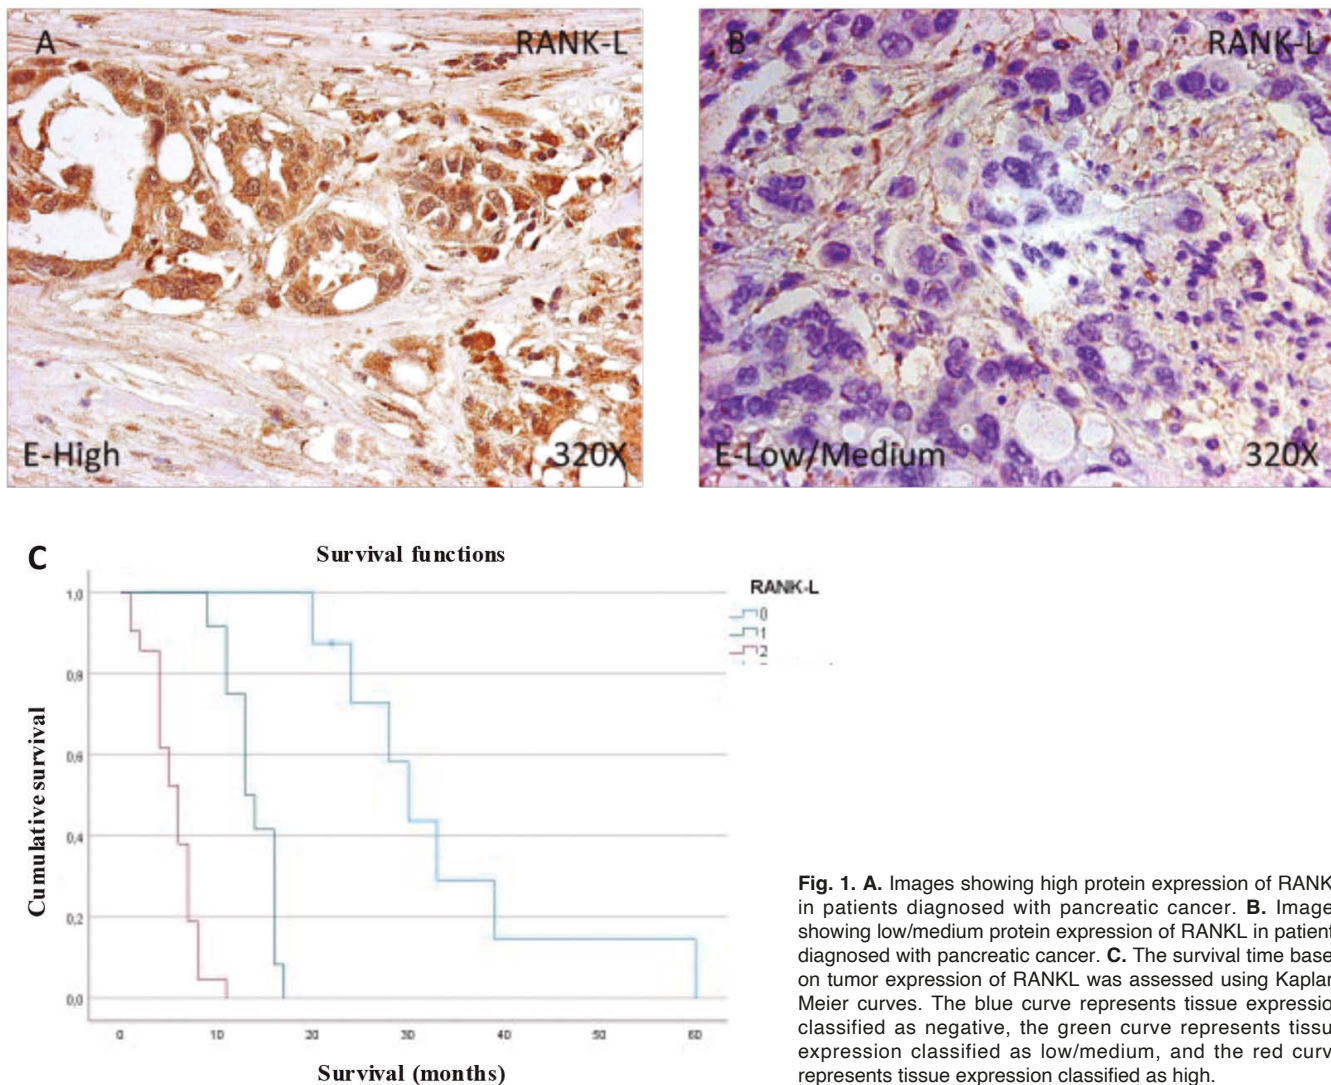 A
RANK-L
E-High
320X
B
RANK-L
E-Low/Medium
320X
C
Survival functions
RANK-L
0
1
2
1,0
0,8
0,6
0,4
0,2
0,0
Cumulative survival
0
10
20
30
40
50
60
Survival (months)
Fig. 1. A. Images showing high protein expression of RANK
in patients diagnosed with pancreatic cancer. B. Image
showing low/medium protein expression of RANKL in patient
diagnosed with pancreatic cancer. C. The survival time base
on tumor expression of RANKL was assessed using Kaplan
Meier curves. The blue curve represents tissue expressio
classified as negative, the green curve represents tissu
expression classified as low/medium, and the red curv
represents tissue expression classified as high.